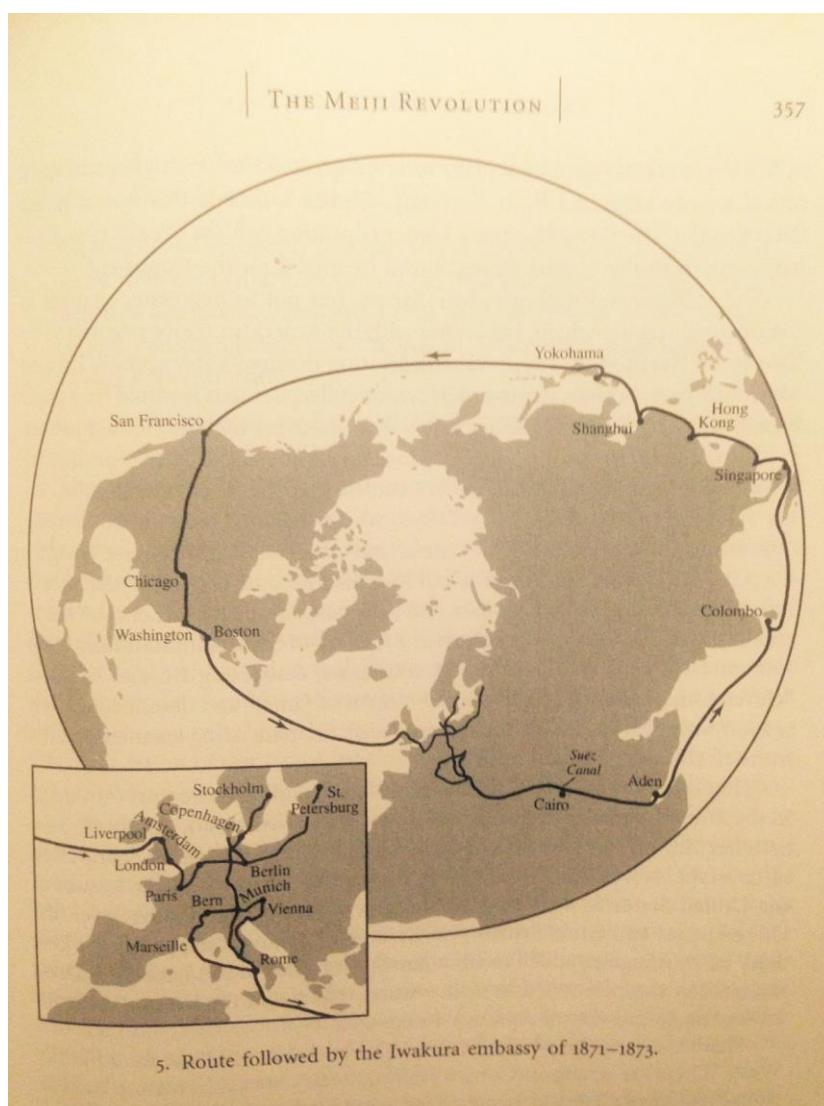 THE MEIJI REVOLUTION
357
Yokohama
San Francisco
Shanghai
Hong
Kong
Singapore
Chicago
Washington
Boston
Colombo
Suez
Canal
Cairo
Aden
Stockholm
St.
Petersburg
Copenhagen
Amsterdam
Liverpool
London
Paris
Berlin
Munich
Bern
Vienna
Marseille
Rome
5. Route followed by the Iwakura embassy of 1871–1873.